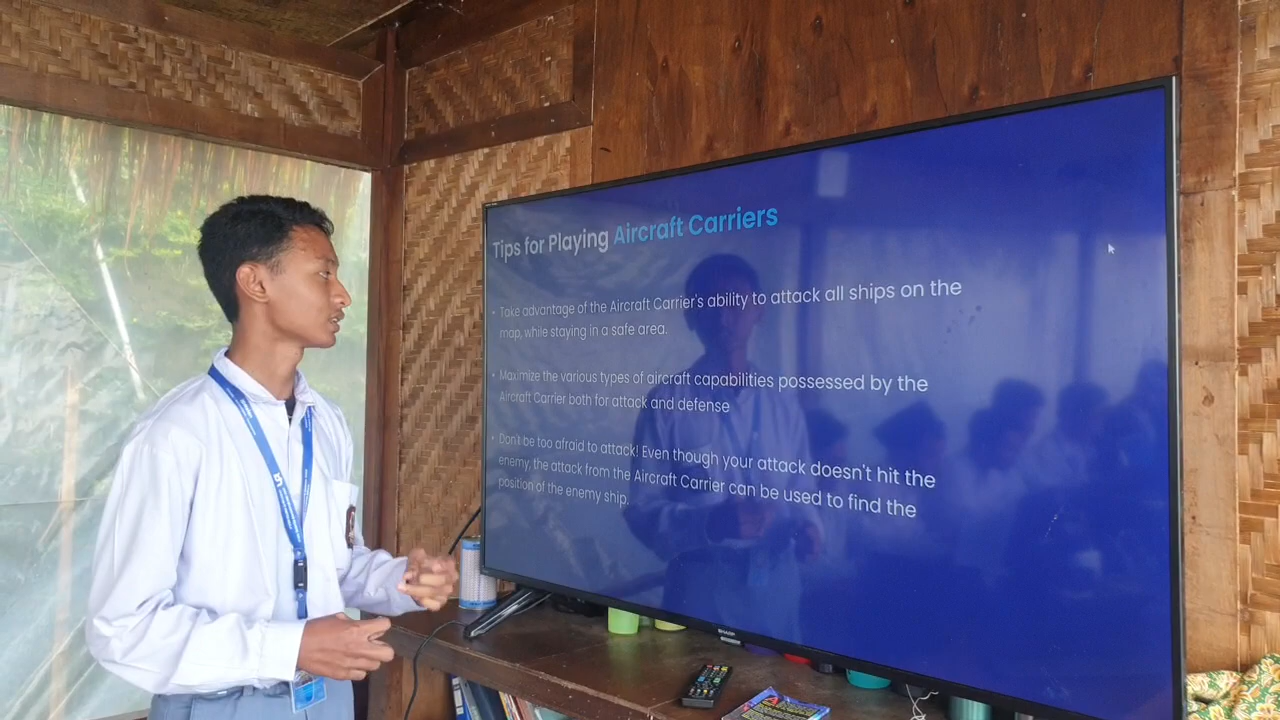 Tips for Playing Aircraft Carriers
• Take advantage of the Aircraft Carrier's ability to attack all ships on the
map, while staying in a safe area.
• Maximize the various types of aircraft capabilities possessed by the
Aircraft Carrier both for attack and defense
• Don't be too afraid to attack! Even though your attack doesn't hit the
enemy, the attack from the Aircraft Carrier can be used to find the
position of the enemy ship.
SHARP